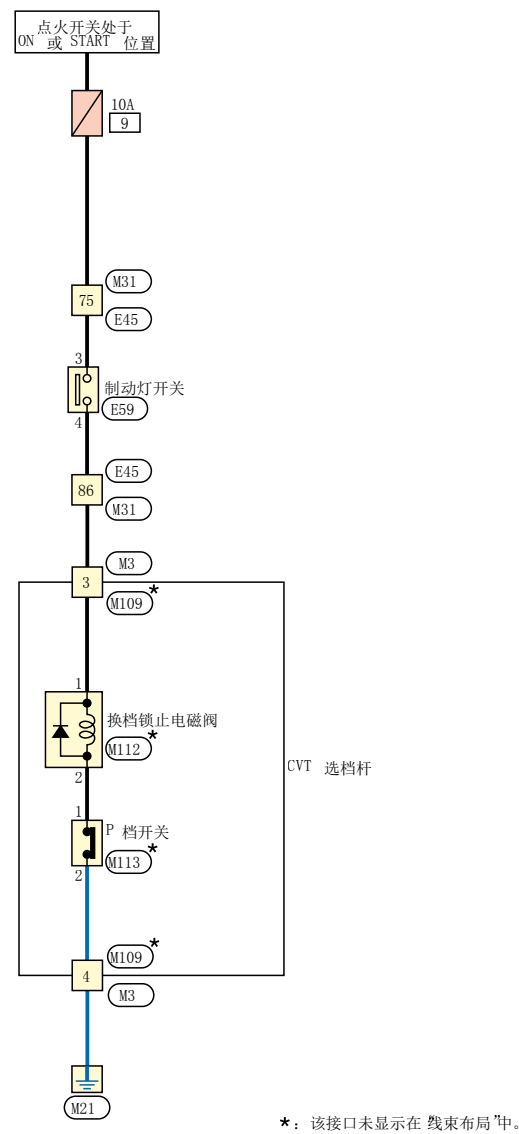 点火开关处于
ON 或 START 位置
10A
9
M31
75
E45
3
制动灯开关
E59
4
E45
86
M31
M3
3
M109*
1
换档锁止电磁阀
M112*
2
CVT 选档杆
1
P 档开关
M113*
2
M109*
4
M3
M21
*：该接口未显示在“线束布局”中。